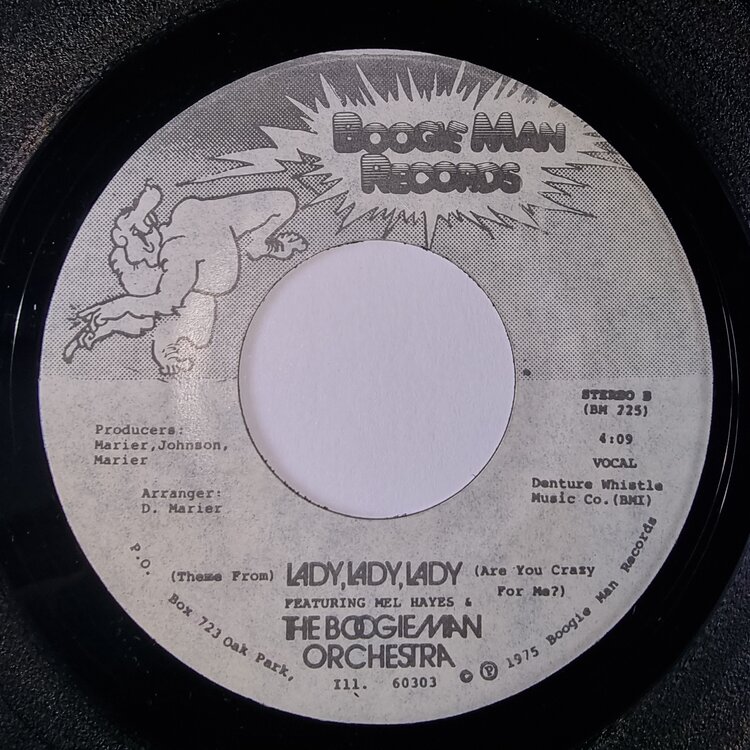 BOOGIE MAN
RECORDS
STEREO B
(BM 225)
Producers:
Marier, Johnson,
Marier
4:09
VOCAL
Arranger:
D. Marier
Denture Whistle
Music Co. (BMI)
(Theme From) LADY, LADY, LADY (Are You Crazy
For Me?)
FEATURING MEL HAYES &
THE BOOGIE MAN
ORCHESTRA
P.O. Box 723 Oak Park, Ill. 60303 © ℗ 1975 Boogie Man Records